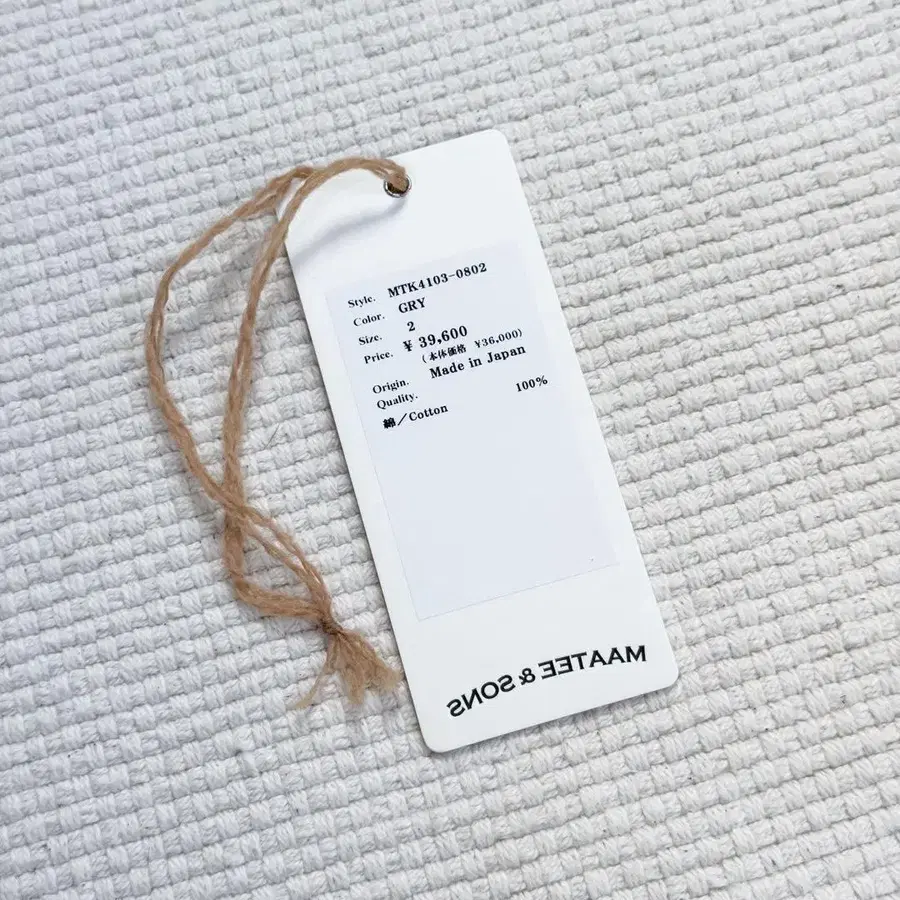 Style. MTK4103-0802
Color. GRY
Size. 2
Price. ¥ 39,600
(本体価格 ¥36,000)
Origin. Made in Japan
Quality.
綿/Cotton 100%
MAATEE & SONS